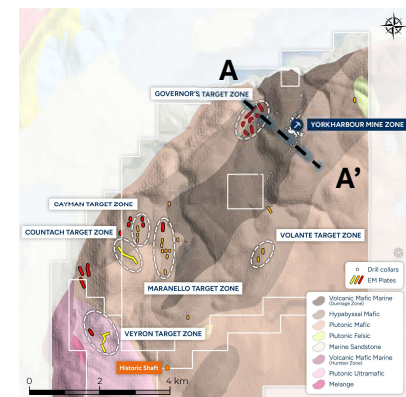 A
GOVERNOR'S TARGET ZONE
YORKHARBOUR MINE ZONE
A'
CAYMAN TARGET ZONE
COUNTACH TARGET ZONE
VOLANTE TARGET ZONE
MARANELLO TARGET ZONE
VEYRON TARGET ZONE
Historic Shaft
Drill collars
EM Plates
Volcanic Mafic Marine
(Dunnage Zone)
Hypabyssal Mafic
Plutonic Mafic
Plutonic Felsic
Marine Sandstone
Volcanic Mafic Marine
(Humber Zone)
Plutonic Ultramafic
Melange
0 2 4 km